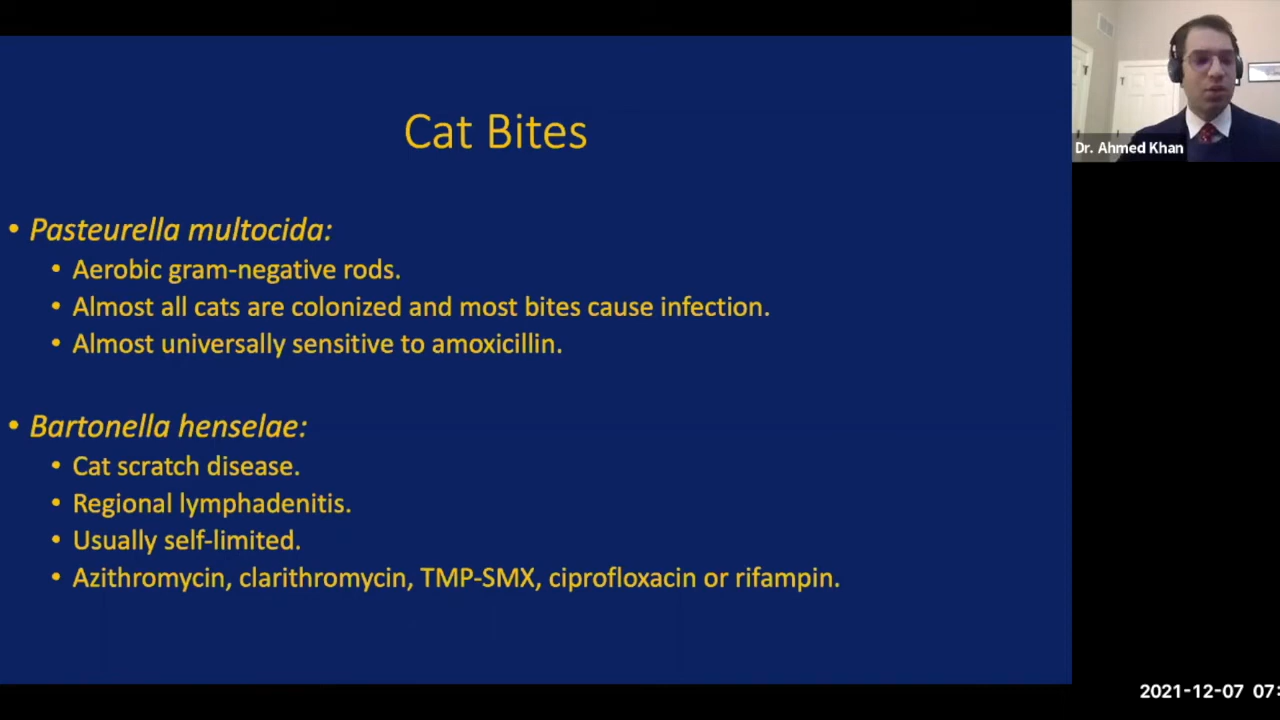 Cat Bites
• Pasteurella multocida:
• Aerobic gram-negative rods.
• Almost all cats are colonized and most bites cause infection.
• Almost universally sensitive to amoxicillin.
• Bartonella henselae:
• Cat scratch disease.
• Regional lymphadenitis.
• Usually self-limited.
• Azithromycin, clarithromycin, TMP-SMX, ciprofloxacin or rifampin.
Dr. Ahmed Khan
2021-12-07 07: